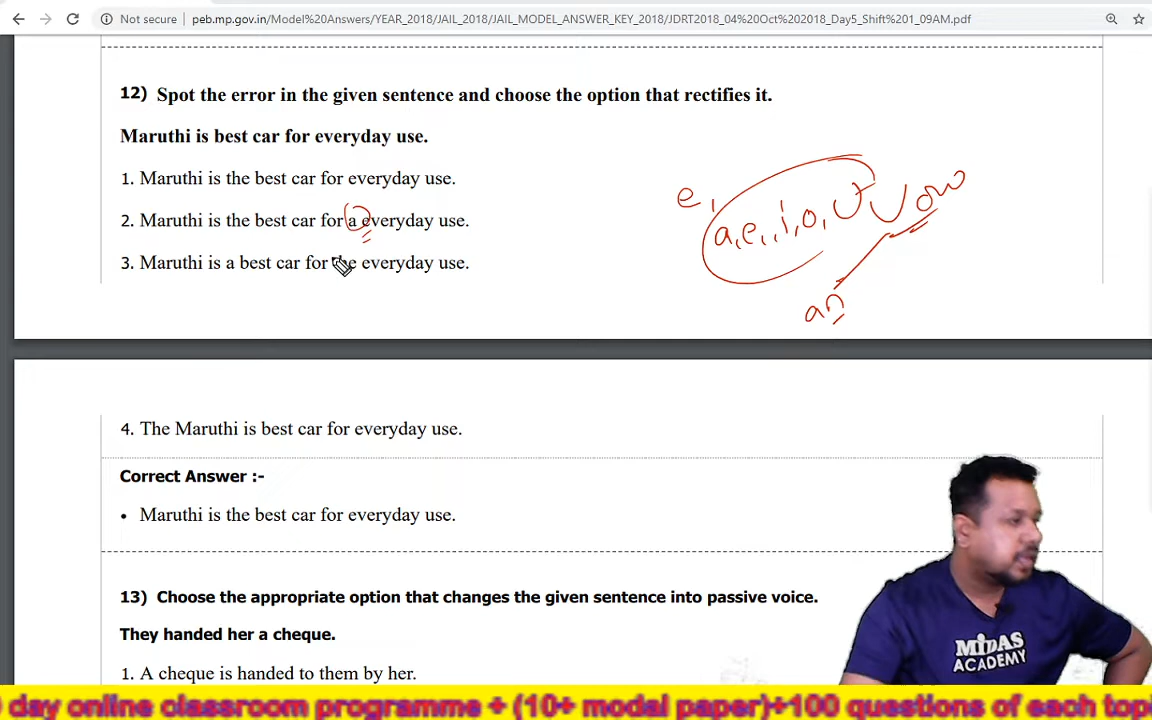 Not secure peb.mp.gov.in/Model%20Answers/YEAR_2018/JAIL_2018/JAIL_MODEL_ANSWER_KEY_2018/JDRT2018_04%20Oct%202018_Day5_Shift%201_09AM.pdf
12) Spot the error in the given sentence and choose the option that rectifies it.
Maruthi is best car for everyday use.
1. Maruthi is the best car for everyday use.
2. Maruthi is the best car for a everyday use.
3. Maruthi is a best car for the everyday use.
e,
a, e, i, o, U Vow
an
4. The Maruthi is best car for everyday use.
Correct Answer :-
• Maruthi is the best car for everyday use.
13) Choose the appropriate option that changes the given sentence into passive voice.
They handed her a cheque.
1. A cheque is handed to them by her.
MIDAS
ACADEMY
day online classroom programme + (10+ modal paper)+100 questions of each